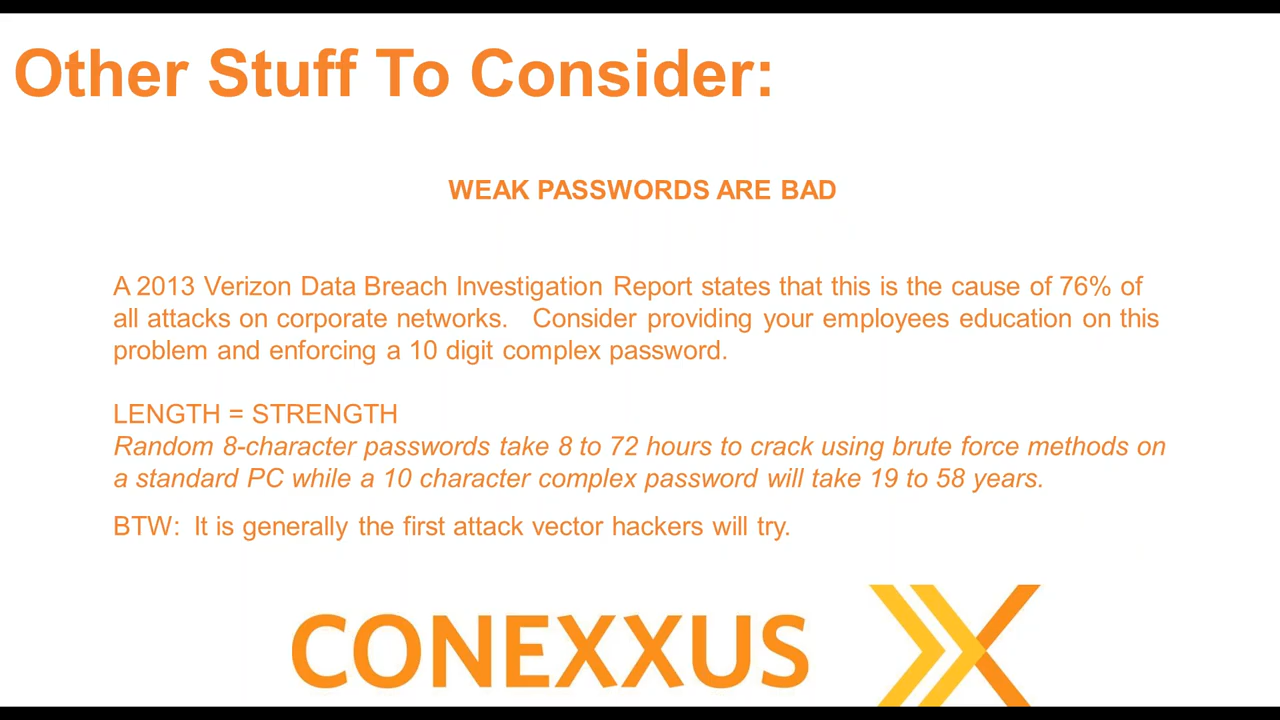 Other Stuff To Consider:
WEAK PASSWORDS ARE BAD
A 2013 Verizon Data Breach Investigation Report states that this is the cause of 76% of
all attacks on corporate networks. Consider providing your employees education on this
problem and enforcing a 10 digit complex password.
LENGTH = STRENGTH
Random 8-character passwords take 8 to 72 hours to crack using brute force methods on
a standard PC while a 10 character complex password will take 19 to 58 years.
BTW: It is generally the first attack vector hackers will try.
CONEXXUS